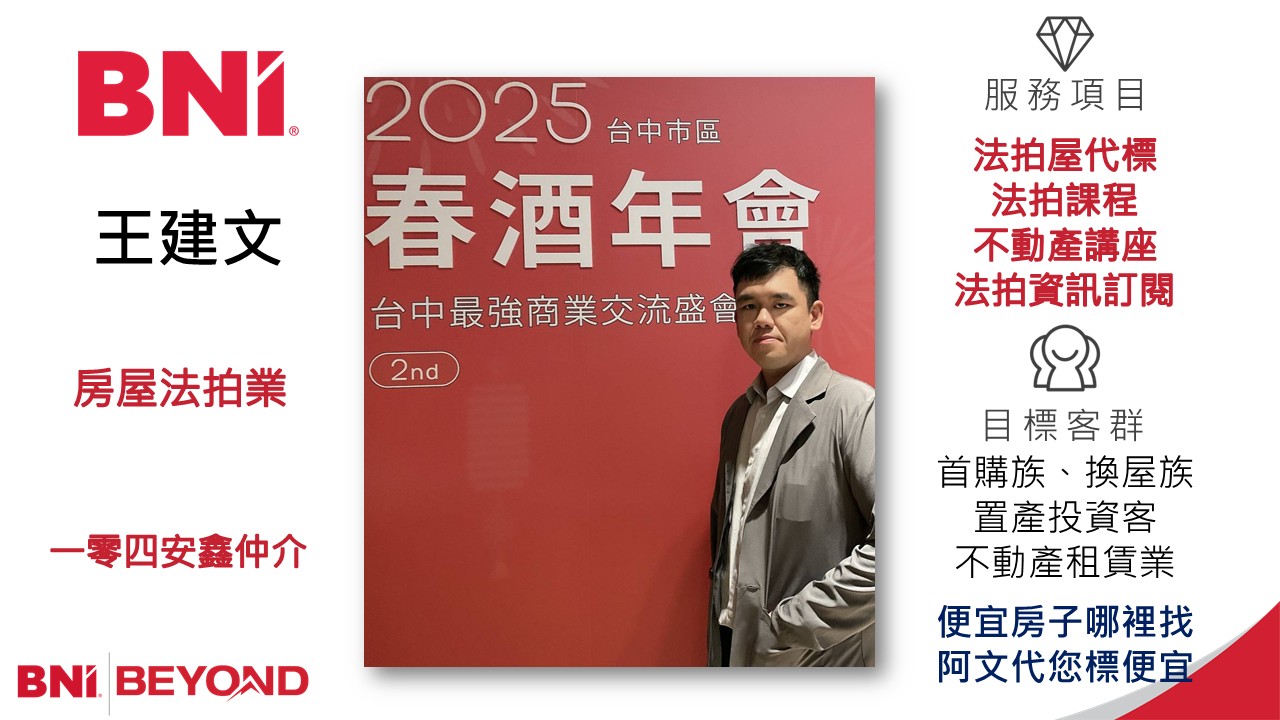 BNI®
王建文
房屋法拍業
一零四安鑫仲介
BNI® BEYOND
2025 台中市區
春酒年會
台中最強商業交流盛會
2nd
服務項目
法拍屋代標
法拍課程
不動產講座
法拍資訊訂閱
目標客群
首購族、換屋族
置產投資客
不動產租賃業
便宜房子哪裡找
阿文代您標便宜